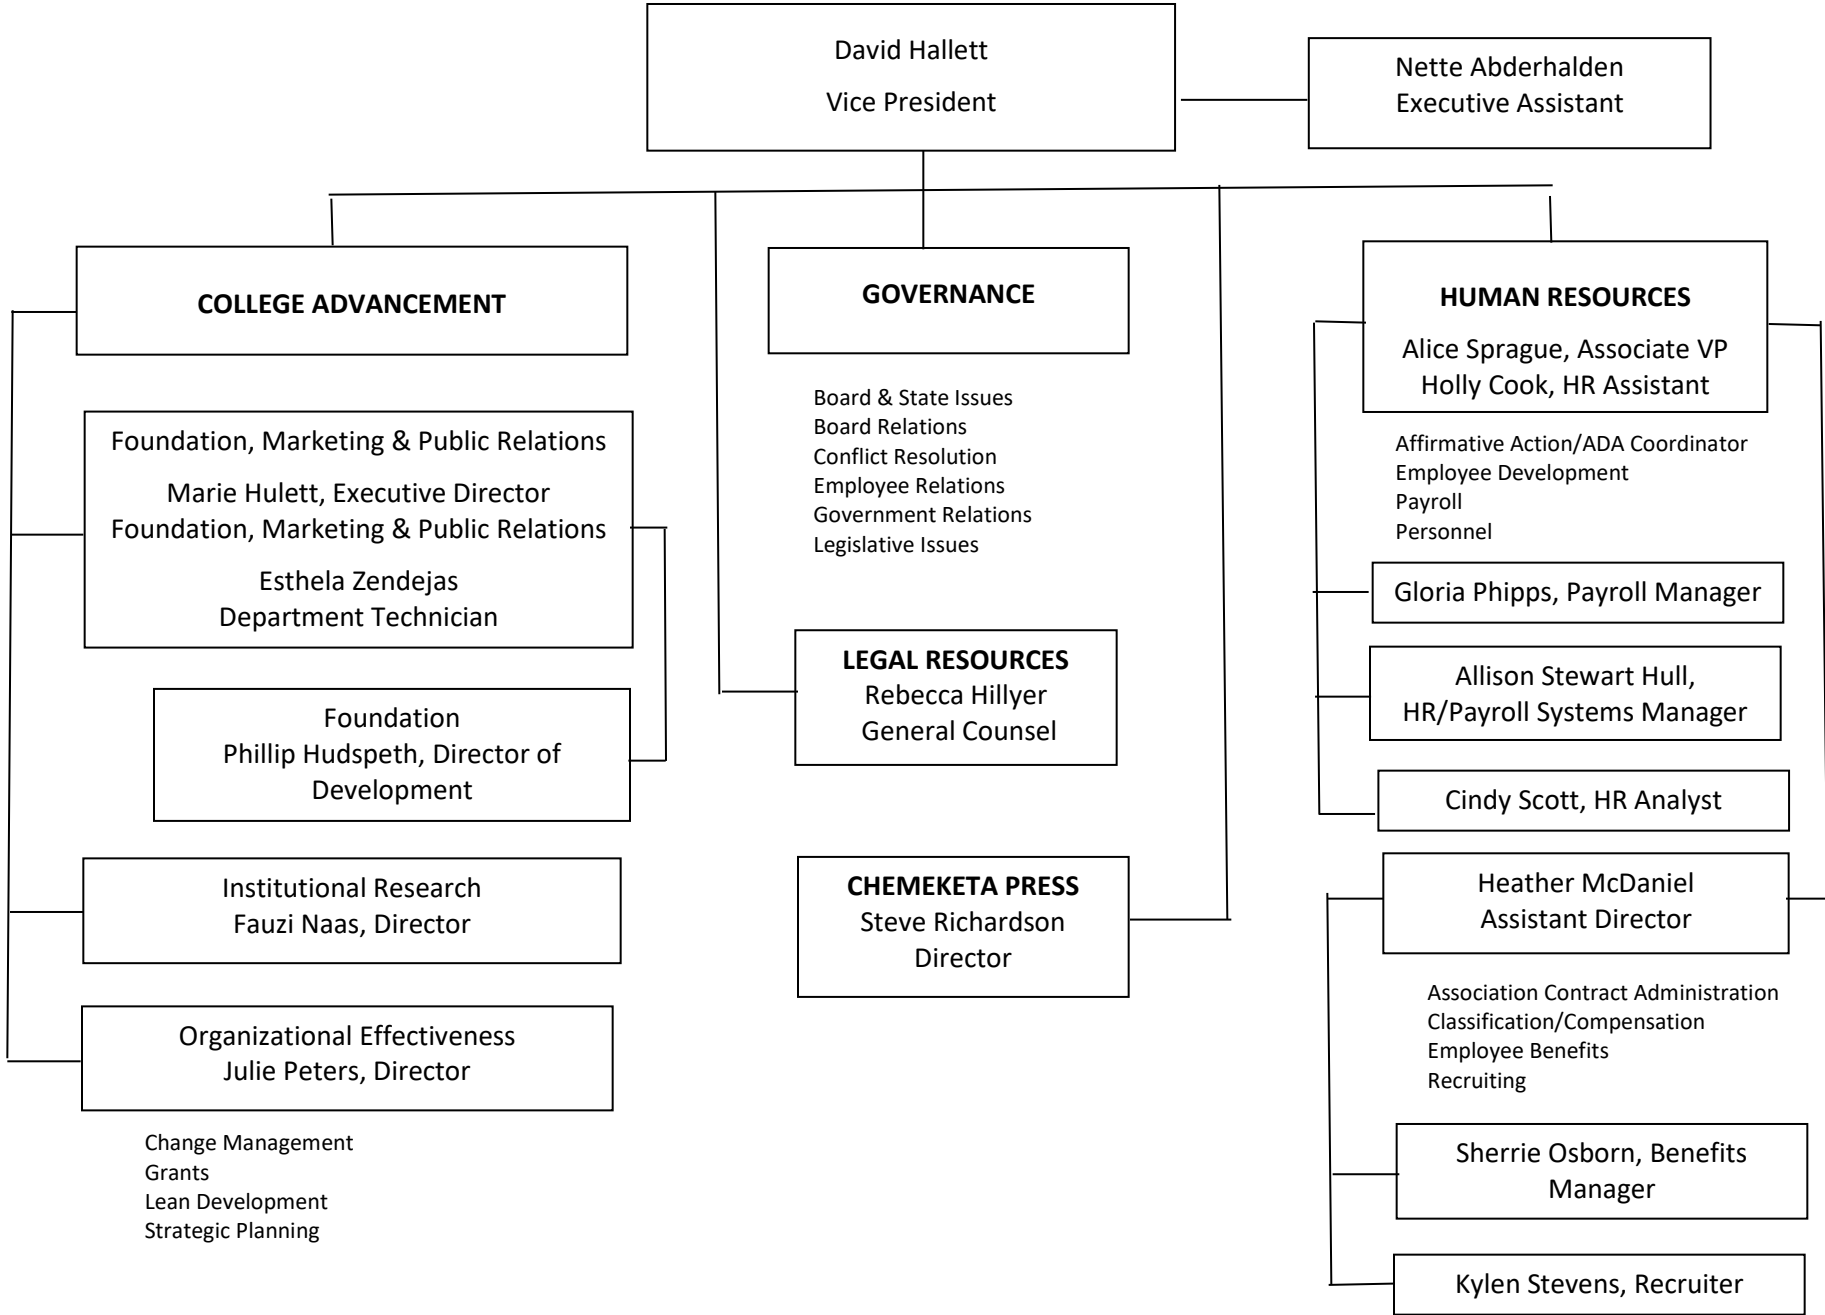 David Hallett
Vice President
Nette Abderhalden
Executive Assistant
COLLEGE ADVANCEMENT
Foundation, Marketing & Public Relations
Marie Hulett, Executive Director
Foundation, Marketing & Public Relations
Esthela Zendejas
Department Technician
Foundation
Phillip Hudspeth, Director of
Development
Institutional Research
Fauzi Naas, Director
Organizational Effectiveness
Julie Peters, Director
Change Management
Grants
Lean Development
Strategic Planning
GOVERNANCE
Board & State Issues
Board Relations
Conflict Resolution
Employee Relations
Government Relations
Legislative Issues
LEGAL RESOURCES
Rebecca Hillyer
General Counsel
CHEMEKETA PRESS
Steve Richardson
Director
HUMAN RESOURCES
Alice Sprague, Associate VP
Holly Cook, HR Assistant
Affirmative Action/ADA Coordinator
Employee Development
Payroll
Personnel
Gloria Phipps, Payroll Manager
Allison Stewart Hull,
HR/Payroll Systems Manager
Cindy Scott, HR Analyst
Heather McDaniel
Assistant Director
Association Contract Administration
Classification/Compensation
Employee Benefits
Recruiting
Sherrie Osborn, Benefits
Manager
Kylen Stevens, Recruiter